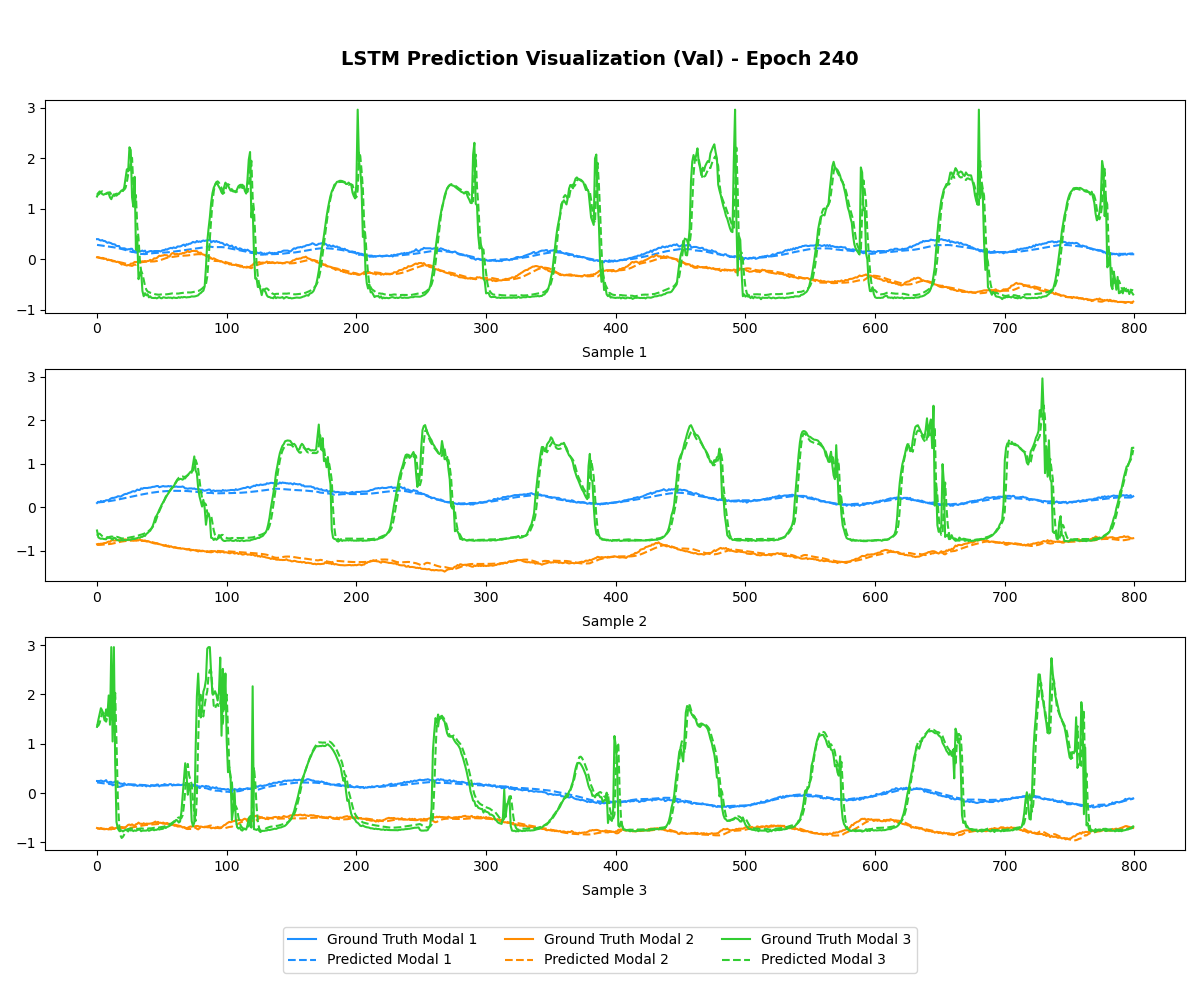 LSTM Prediction Visualization (Val) - Epoch 240
3
2
1
0
−1
0 100 200 300 400 500 600 700 800
Sample 1
3
2
1
0
−1
0 100 200 300 400 500 600 700 800
Sample 2
3
2
1
0
−1
0 100 200 300 400 500 600 700 800
Sample 3
Ground Truth Modal 1 Ground Truth Modal 2 Ground Truth Modal 3
Predicted Modal 1 Predicted Modal 2 Predicted Modal 3